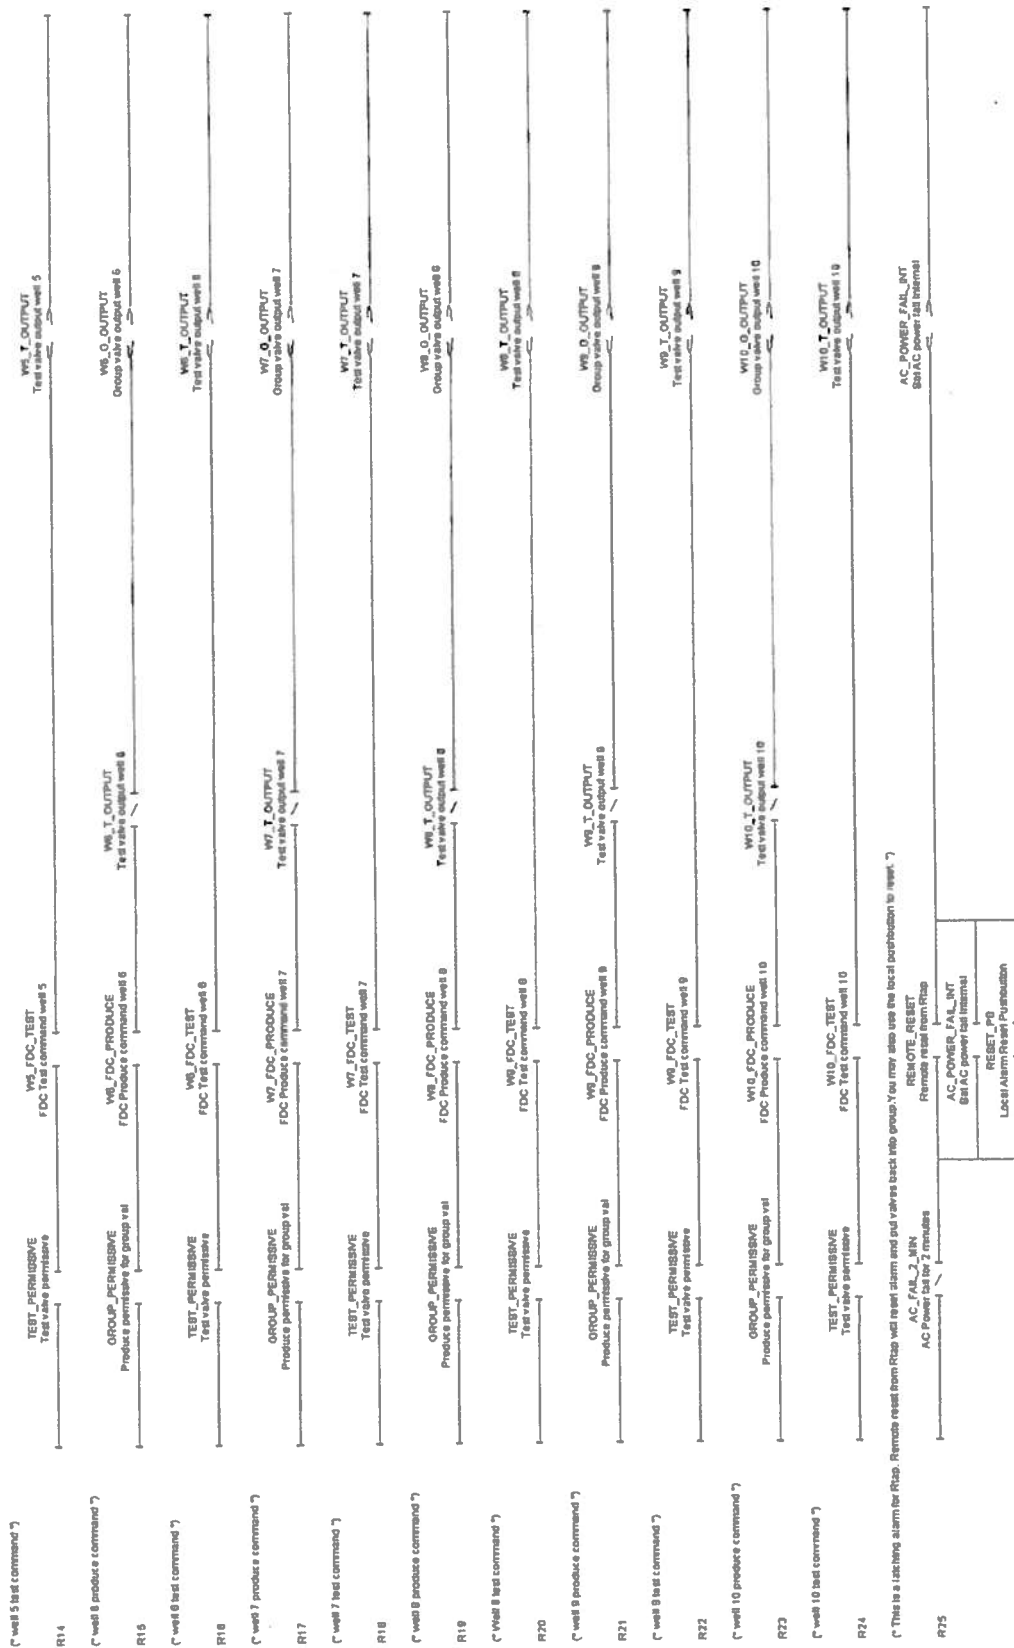 (* well 5 test command *)
TEST_PERMISSIVE
Test valve permissive
W5_FDC_TEST
FDC Test command well 5
W5_T_OUTPUT
Test valve output well 5
R14
(* well 6 produce command *)
GROUP_PERMISSIVE
Produce permissive for group val
W6_FDC_PRODUCE
FDC Produce command well 6
W6_T_OUTPUT
Test valve output well 6
W6_G_OUTPUT
Group valve output well 6
R15
(* well 6 test command *)
TEST_PERMISSIVE
Test valve permissive
W6_FDC_TEST
FDC Test command well 6
W6_T_OUTPUT
Test valve output well 6
R16
(* well 7 produce command *)
GROUP_PERMISSIVE
Produce permissive for group val
W7_FDC_PRODUCE
FDC Produce command well 7
W7_T_OUTPUT
Test valve output well 7
W7_G_OUTPUT
Group valve output well 7
R17
(* well 7 test command *)
TEST_PERMISSIVE
Test valve permissive
W7_FDC_TEST
FDC Test command well 7
W7_T_OUTPUT
Test valve output well 7
R18
(* well 8 produce command *)
GROUP_PERMISSIVE
Produce permissive for group val
W8_FDC_PRODUCE
FDC Produce command well 8
W8_T_OUTPUT
Test valve output well 8
W8_G_OUTPUT
Group valve output well 8
R19
(* Well 8 test command *)
TEST_PERMISSIVE
Test valve permissive
W8_FDC_TEST
FDC Test command well 8
W8_T_OUTPUT
Test valve output well 8
R20
(* well 9 produce command *)
GROUP_PERMISSIVE
Produce permissive for group val
W9_FDC_PRODUCE
FDC Produce command well 9
W9_T_OUTPUT
Test valve output well 9
W9_G_OUTPUT
Group valve output well 9
R21
(* well 9 test command *)
TEST_PERMISSIVE
Test valve permissive
W9_FDC_TEST
FDC Test command well 9
W9_T_OUTPUT
Test valve output well 9
R22
(* well 10 produce command *)
GROUP_PERMISSIVE
Produce permissive for group val
W10_FDC_PRODUCE
FDC Produce command well 10
W10_T_OUTPUT
Test valve output well 10
W10_G_OUTPUT
Group valve output well 10
R23
(* well 10 test command *)
TEST_PERMISSIVE
Test valve permissive
W10_FDC_TEST
FDC Test command well 10
W10_T_OUTPUT
Test valve output well 10
R24
(* This is a latching alarm for Rtap. Remote reset from Rtap will reset alarm and put valves back into group. You may also use the local pushbutton to reset. *)
AC_FAIL_2_MIN
AC Power fail for 2 minutes
REMOTE_RESET
Remote reset from Rtap
AC_POWER_FAIL_INT
Bat AC power fail internal
R25
AC_POWER_FAIL_INT
Bat AC power fail internal
RESET_PB
Local Alarm Reset Pushbutton